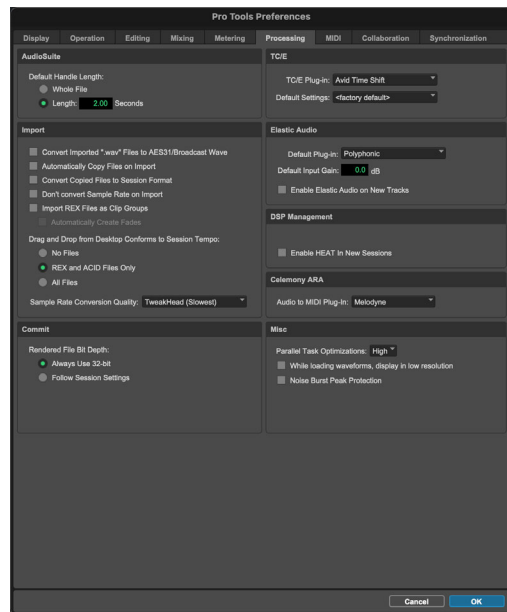 Pro Tools Preferences
Display Operation Editing Mixing Metering Processing MIDI Collaboration Synchronization
AudioSuite
Default Handle Length:
Whole File
Length: 2.00 Seconds
Import
Convert Imported ".wav" Files to AES31/Broadcast Wave
Automatically Copy Files on Import
Convert Copied Files to Session Format
Don't convert Sample Rate on Import
Import REX Files as Clip Groups
Automatically Create Fades
Drag and Drop from Desktop Conforms to Session Tempo:
No Files
REX and ACID Files Only
All Files
Sample Rate Conversion Quality: TweakHead (Slowest)
Commit
Rendered File Bit Depth:
Always Use 32-bit
Follow Session Settings
TC/E
TC/E Plug-in: Avid Time Shift
Default Settings: <factory default>
Elastic Audio
Default Plug-in: Polyphonic
Default Input Gain: 0.0 dB
Enable Elastic Audio on New Tracks
DSP Management
Enable HEAT In New Sessions
Celemony ARA
Audio to MIDI Plug-In: Melodyne
Misc
Parallel Task Optimizations: High
While loading waveforms, display in low resolution
Noise Burst Peak Protection
Cancel OK